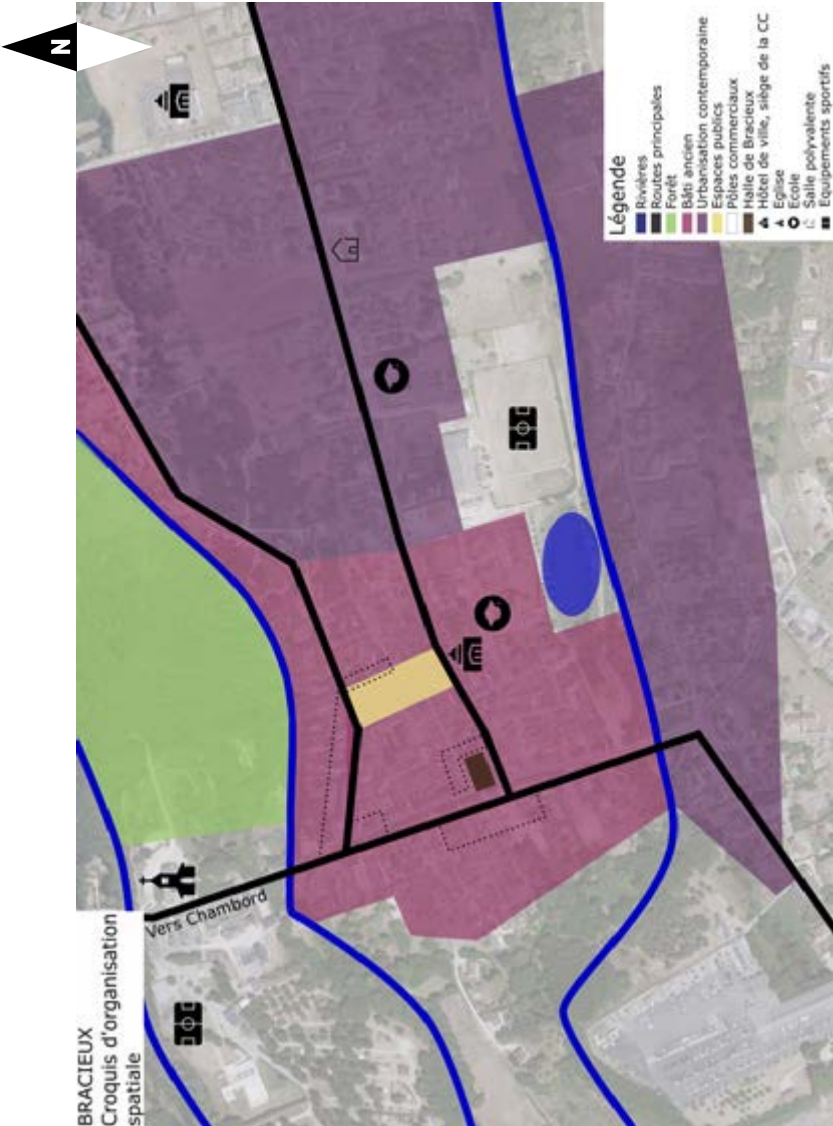 N
BRACIEUX
Croquis d'organisation
spatiale
Vers Chambord
Légende
Rivières
Routes principales
Forêt
Bâti ancien
Urbanisation contemporaine
Espaces publics
Pôles commerciaux
Halle de Bracieux
Hôtel de ville, siège de la CC
Eglise
Ecole
Salle polyvalente
Equipements sportifs